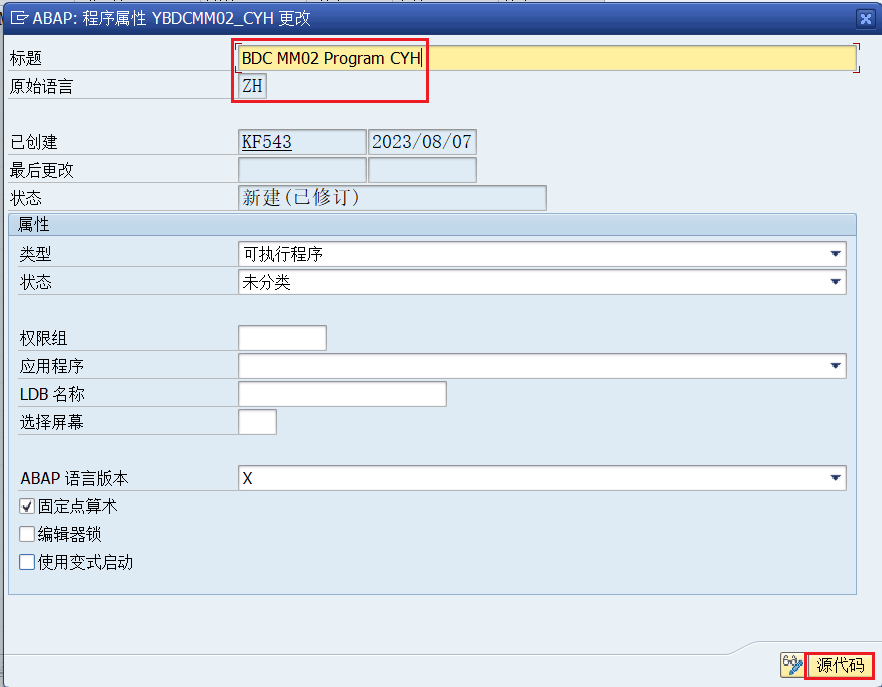 ABAP: 程序属性 YBDCMM02_CYH 更改
标题 BDC MM02 Program CYH
原始语言 ZH
已创建 KF543 2023/08/07
最后更改
状态 新建(已修订)
属性
类型 可执行程序
状态 未分类
权限组
应用程序
LDB 名称
选择屏幕
ABAP 语言版本 X
固定点算术
编辑器锁
使用变式启动
源代码